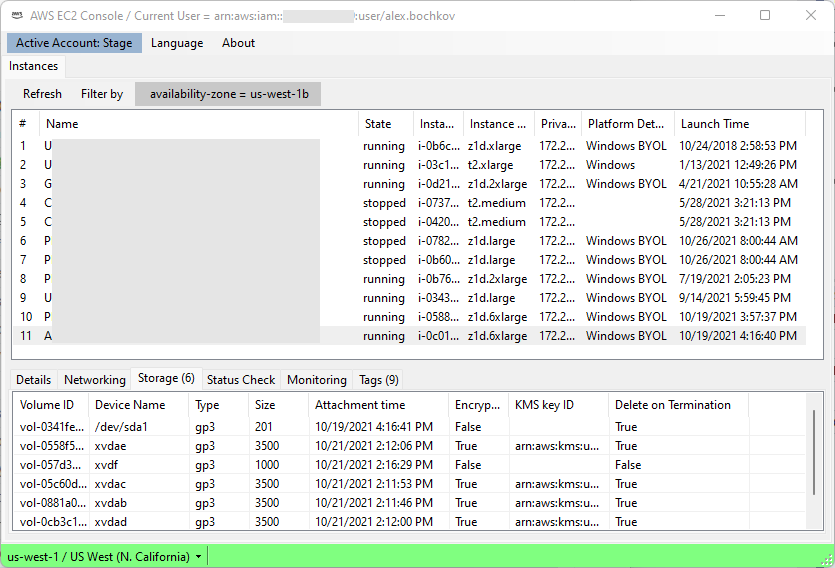 AWS EC2 Console / Current User = arn:aws:iam:: :user/alex.bochkov
Active Account: Stage Language About
Instances
Refresh Filter by availability-zone = us-west-1b
# Name State Insta... Instance ... Priva... Platform Det... Launch Time
1 U running i-0b6c... z1d.xlarge 172.2... Windows BYOL 10/24/2018 2:58:53 PM
2 U running i-03c1... t2.xlarge 172.2... Windows 1/13/2021 12:49:26 PM
3 G running i-0d21... z1d.2xlarge 172.2... Windows BYOL 4/21/2021 10:55:28 AM
4 C stopped i-0737... t2.medium 172.2... 5/28/2021 3:21:13 PM
5 C stopped i-0420... t2.medium 172.2... 5/28/2021 3:21:13 PM
6 P stopped i-0782... z1d.large 172.2... Windows BYOL 10/26/2021 8:00:44 AM
7 P stopped i-0b60... z1d.large 172.2... Windows BYOL 10/26/2021 8:00:44 AM
8 P running i-0b76... z1d.2xlarge 172.2... Windows BYOL 7/19/2021 2:05:23 PM
9 U running i-0343... z1d.large 172.2... Windows BYOL 9/14/2021 5:59:45 PM
10 P running i-0588... z1d.6xlarge 172.2... Windows BYOL 10/19/2021 3:57:37 PM
11 A running i-0c01... z1d.6xlarge 172.2... Windows BYOL 10/19/2021 4:16:40 PM
Details Networking Storage (6) Status Check Monitoring Tags (9)
Volume ID Device Name Type Size Attachment time Encryp... KMS key ID Delete on Termination
vol-0341fe... /dev/sda1 gp3 201 10/19/2021 4:16:41 PM False True
vol-0558f5... xvdae gp3 3500 10/21/2021 2:12:06 PM True arn:aws:kms:u... True
vol-057d3... xvdf gp3 1000 10/21/2021 2:16:29 PM False False
vol-05c60d... xvdac gp3 3500 10/21/2021 2:11:53 PM True arn:aws:kms:u... True
vol-0881a0... xvdab gp3 3500 10/21/2021 2:11:46 PM True arn:aws:kms:u... True
vol-0cb3c1... xvdad gp3 3500 10/21/2021 2:12:00 PM True arn:aws:kms:u... True
us-west-1 / US West (N. California)